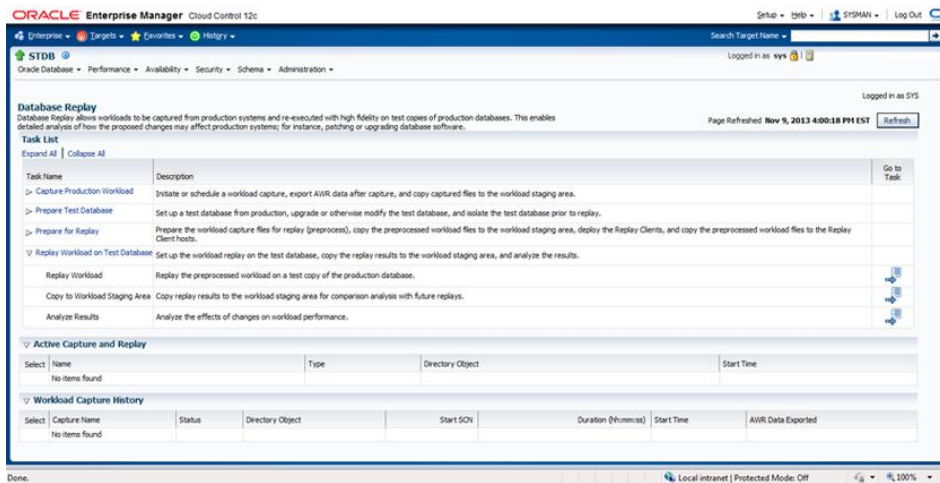 ORACLE Enterprise Manager Cloud Control 12c
Setup Help SYSMAN Log Out
Enterprise Targets Favorites History
Search Target Name
STDB
Logged in as sys
Oracle Database Performance Availability Security Schema Administration
Logged in as SYS
Database Replay
Database Replay allows workloads to be captured from production systems and re-executed with high fidelity on test copies of production databases. This enables
detailed analysis of how the proposed changes may affect production systems; for instance, patching or upgrading database software.
Page Refreshed Nov 9, 2013 4:00:18 PM EST Refresh
Task List
Expand All | Collapse All
Task Name Description Go to Task
Capture Production Workload Initiate or schedule a workload capture, export AWR data after capture, and copy captured files to the workload staging area.
Prepare Test Database Set up a test database from production, upgrade or otherwise modify the test database, and isolate the test database prior to replay.
Prepare for Replay Prepare the workload capture files for replay (preprocess), copy the preprocessed workload files to the workload staging area, deploy the Replay Clients, and copy the preprocessed workload files to the Replay
Client hosts.
Replay Workload on Test Database Set up the workload replay on the test database, copy the replay results to the workload staging area, and analyze the results.
Replay Workload Replay the preprocessed workload on a test copy of the production database.
Copy to Workload Staging Area Copy replay results to the workload staging area for comparison analysis with future replays.
Analyze Results Analyze the effects of changes on workload performance.
Active Capture and Replay
Select Name Type Directory Object Start Time
No items found
Workload Capture History
Select Capture Name Status Directory Object Start SCN Duration (hh:mm:ss) Start Time AWR Data Exported
No items found
Done. Local intranet | Protected Mode: Off 100%